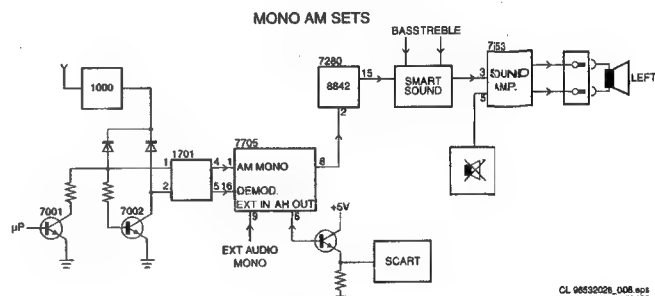 MONO AM SETS
BASS TREBLE
7280
8842
15
2
SMART
SOUND
7153
3
SOUND
AMP.
5
LEFT
1000
1701
1
2
4
5
7705
1
AM MONO
8
16
DEMOD.
EXT IN AH OUT
9
6
7001
7002
µP
EXT AUDIO
MONO
+5V
SCART
CL 96532026_008.eps